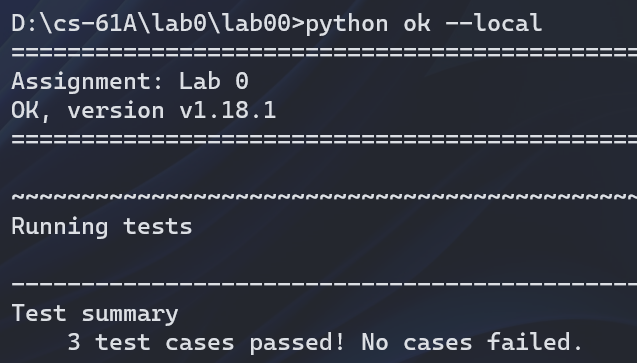 D:\cs-61A\lab0\lab00>python ok --local
=============================================
Assignment: Lab 0
OK, version v1.18.1
=============================================
~~~~~~~~~~~~~~~~~~~~~~~~~~~~~~~~~~~~~~~~~~~~~
Running tests
---------------------------------------------
Test summary
    3 test cases passed! No cases failed.